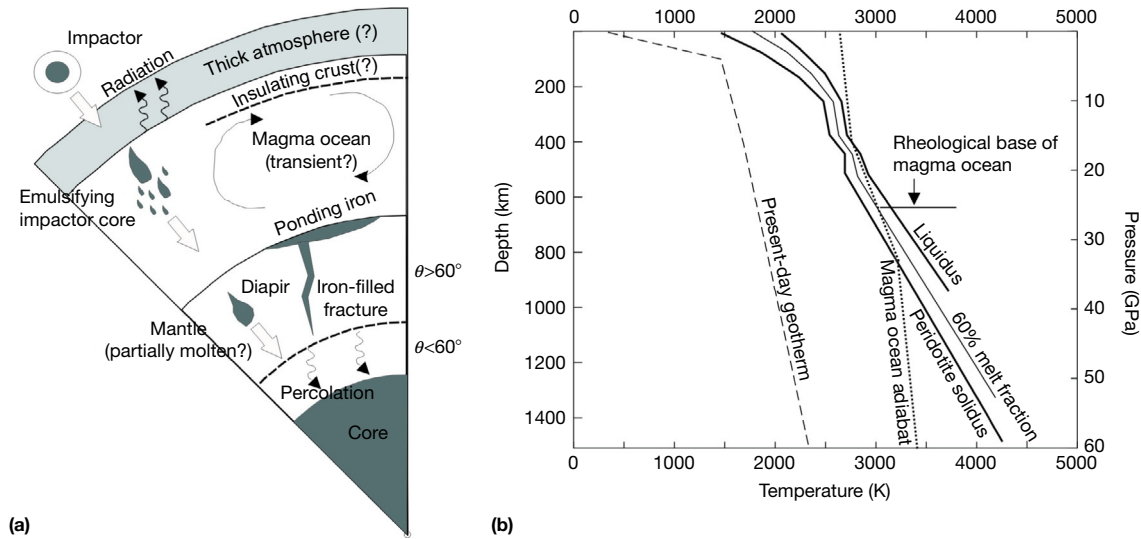 Impactor
Radiation
Thick atmosphere (?)
Insulating crust(?)
Magma ocean
(transient?)
Emulsifying
impactor core
Ponding iron
Diapir
Iron-filled
fracture
θ>60°
Mantle
(partially molten?)
θ<60°
Percolation
Core
(a)
0 1000 2000 3000 4000 5000
200
400
600
800
1000
1200
1400
Depth (km)
10
20
30
40
50
60
Pressure (GPa)
Rheological base of
magma ocean
Present-day geotherm
Magma ocean adiabat
Liquidus
60% melt fraction
Peridotite solidus
0 1000 2000 3000 4000 5000
Temperature (K)
(b)